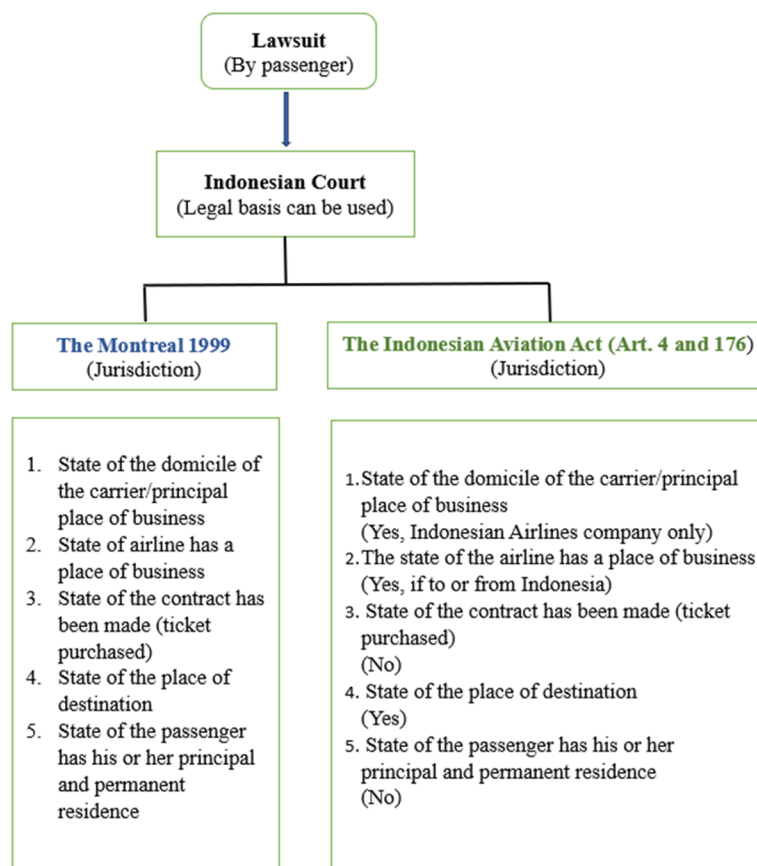 Lawsuit
(By passenger)
Indonesian Court
(Legal basis can be used)
The Montreal 1999
(Jurisdiction)
The Indonesian Aviation Act (Art. 4 and 176)
(Jurisdiction)
1. State of the domicile of
the carrier/principal
place of business
2. State of airline has a
place of business
3. State of the contract has
been made (ticket
purchased)
4. State of the place of
destination
5. State of the passenger
has his or her principal
and permanent
residence
1.State of the domicile of the carrier/principal
place of business
(Yes, Indonesian Airlines company only)
2.The state of the airline has a place of business
(Yes, if to or from Indonesia)
3. State of the contract has been made (ticket
purchased)
(No)
4. State of the place of destination
(Yes)
5. State of the passenger has his or her
principal and permanent residence
(No)